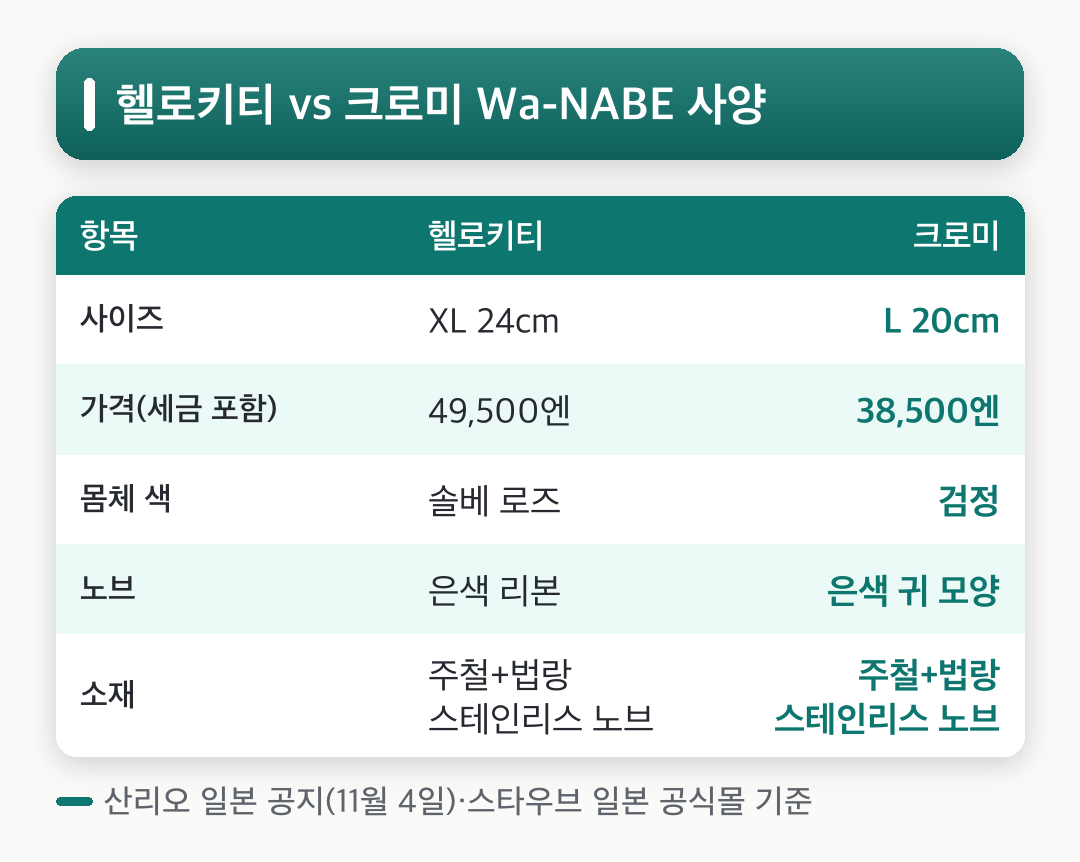 헬로키티 vs 크로미 Wa-NABE 사양
항목 헬로키티 크로미
사이즈 XL 24cm L 20cm
가격(세금 포함) 49,500엔 38,500엔
몸체 색 솔베 로즈 검정
노브 은색 리본 은색 귀 모양
소재 주철+법랑 스테인리스 노브 주철+법랑 스테인리스 노브
산리오 일본 공지(11월 4일)·스타우브 일본 공식몰 기준